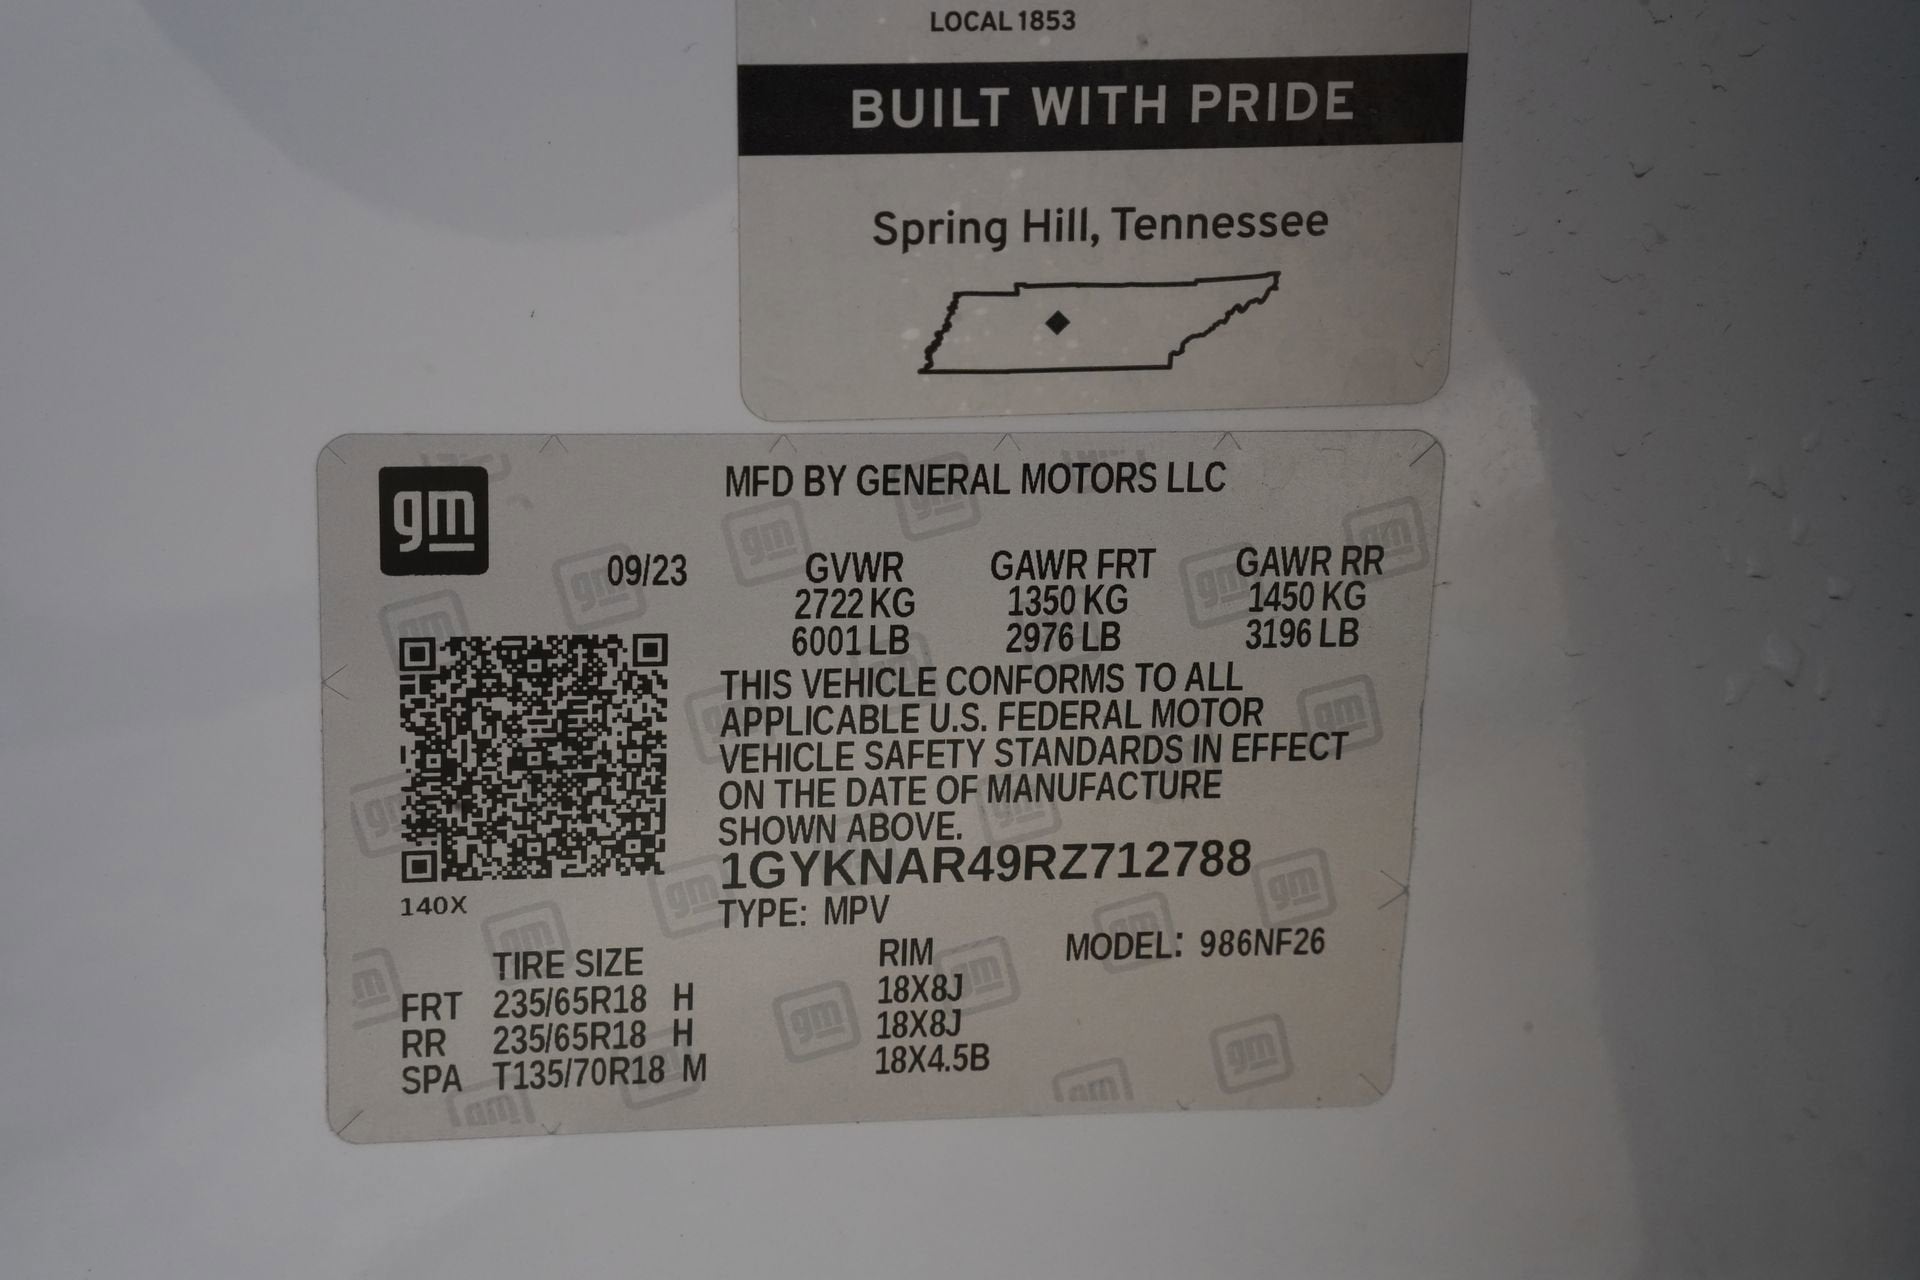 LOCAL 1853
BUILT WITH PRIDE
Spring Hill, Tennessee
gm
MFD BY GENERAL MOTORS LLC
09/23 GVWR GAWR FRT GAWR RR
2722 KG 1350 KG 1450 KG
6001 LB 2976 LB 3196 LB
THIS VEHICLE CONFORMS TO ALL
APPLICABLE U.S. FEDERAL MOTOR
VEHICLE SAFETY STANDARDS IN EFFECT
ON THE DATE OF MANUFACTURE
SHOWN ABOVE.
1GYKNAR49RZ712788
140X
TYPE: MPV
TIRE SIZE RIM MODEL: 986NF26
FRT 235/65R18 H 18X8J
RR 235/65R18 H 18X8J
SPA T135/70R18 M 18X4.5B